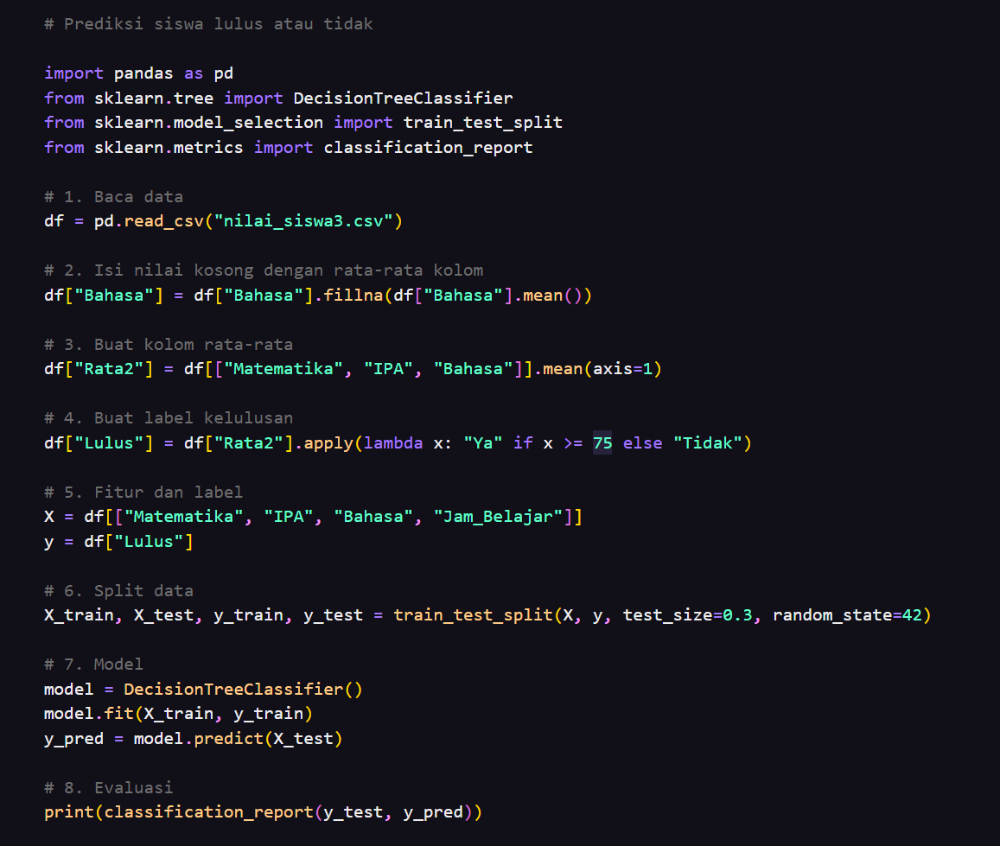 # Prediksi siswa lulus atau tidak
import pandas as pd
from sklearn.tree import DecisionTreeClassifier
from sklearn.model_selection import train_test_split
from sklearn.metrics import classification_report
# 1. Baca data
df = pd.read_csv("nilai_siswa3.csv")
# 2. Isi nilai kosong dengan rata-rata kolom
df["Bahasa"] = df["Bahasa"].fillna(df["Bahasa"].mean())
# 3. Buat kolom rata-rata
df["Rata2"] = df[["Matematika", "IPA", "Bahasa"]].mean(axis=1)
# 4. Buat label kelulusan
df["Lulus"] = df["Rata2"].apply(lambda x: "Ya" if x >= 75 else "Tidak")
# 5. Fitur dan label
X = df[["Matematika", "IPA", "Bahasa", "Jam_Belajar"]]
y = df["Lulus"]
# 6. Split data
X_train, X_test, y_train, y_test = train_test_split(X, y, test_size=0.3, random_state=42)
# 7. Model
model = DecisionTreeClassifier()
model.fit(X_train, y_train)
y_pred = model.predict(X_test)
# 8. Evaluasi
print(classification_report(y_test, y_pred))